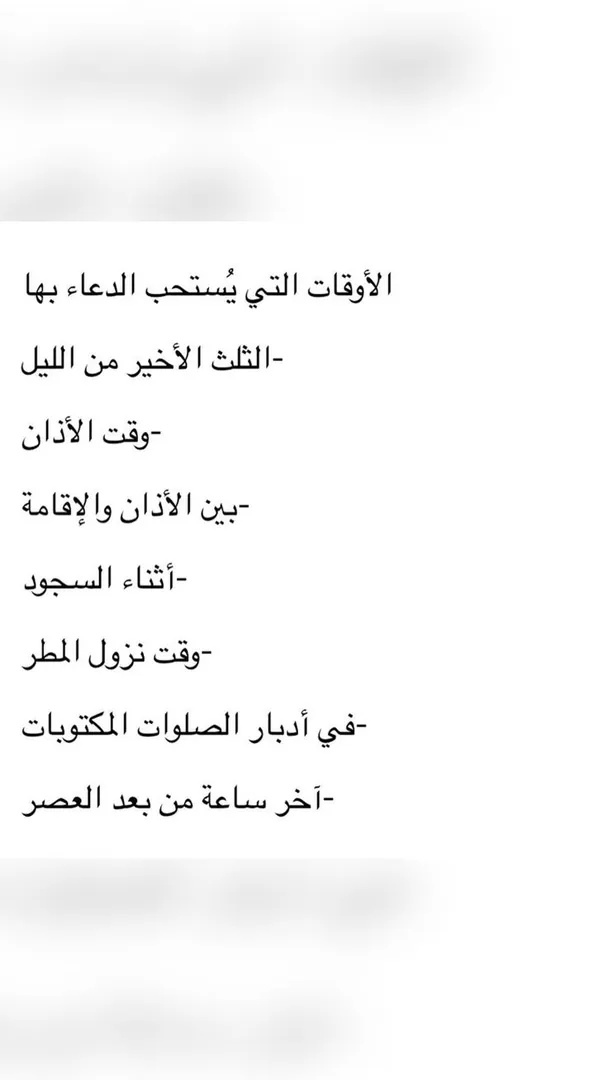 الأوقات التي يُستحب الدعاء بها
-الثلث الأخير من الليل
-وقت الأذان
-بين الأذان والإقامة
-أثناء السجود
-وقت نزول المطر
-في أدبار الصلوات المكتوبات
-آخر ساعة من بعد العصر